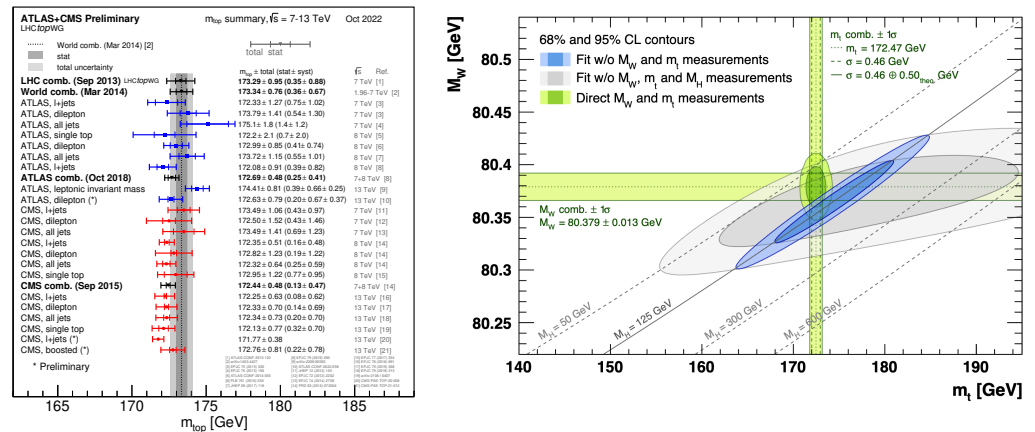 ATLAS+CMS Preliminary
LHCtopWG
m_top summary, √s = 7-13 TeV Oct 2022
World comb. (Mar 2014) [2]
stat
total uncertainty
total stat
m_top ± total (stat ± syst) √s Ref.
LHC comb. (Sep 2013) LHCtopWG 173.29 ± 0.95 (0.35 ± 0.88) 7 TeV [1]
World comb. (Mar 2014) 173.34 ± 0.76 (0.36 ± 0.67) 1.96-7 TeV [2]
ATLAS, l+jets 172.33 ± 1.27 (0.75 ± 1.02) 7 TeV [3]
ATLAS, dilepton 173.79 ± 1.41 (0.54 ± 1.30) 7 TeV [3]
ATLAS, all jets 175.1 ± 1.8 (1.4 ± 1.2) 7 TeV [4]
ATLAS, single top 172.2 ± 2.1 (0.7 ± 2.0) 8 TeV [5]
ATLAS, dilepton 172.99 ± 0.85 (0.41 ± 0.74) 8 TeV [6]
ATLAS, all jets 173.72 ± 1.15 (0.55 ± 1.01) 8 TeV [7]
ATLAS, l+jets 172.08 ± 0.91 (0.39 ± 0.82) 8 TeV [8]
ATLAS comb. (Oct 2018) 172.69 ± 0.48 (0.25 ± 0.41) 7+8 TeV [8]
ATLAS, leptonic invariant mass 174.41 ± 0.81 (0.39 ± 0.66 ± 0.25) 13 TeV [9]
ATLAS, dilepton (*) 172.63 ± 0.79 (0.20 ± 0.67 ± 0.37) 13 TeV [10]
CMS, l+jets 173.49 ± 1.06 (0.43 ± 0.97) 7 TeV [11]
CMS, dilepton 172.50 ± 1.52 (0.43 ± 1.46) 7 TeV [12]
CMS, all jets 173.49 ± 1.41 (0.69 ± 1.23) 7 TeV [13]
CMS, l+jets 172.35 ± 0.51 (0.16 ± 0.48) 8 TeV [14]
CMS, dilepton 172.82 ± 1.23 (0.19 ± 1.22) 8 TeV [14]
CMS, all jets 172.32 ± 0.64 (0.25 ± 0.59) 8 TeV [14]
CMS, single top 172.95 ± 1.22 (0.77 ± 0.95) 8 TeV [15]
CMS comb. (Sep 2015) 172.44 ± 0.48 (0.13 ± 0.47) 7+8 TeV [14]
CMS, l+jets 172.25 ± 0.63 (0.08 ± 0.62) 13 TeV [16]
CMS, dilepton 172.33 ± 0.70 (0.14 ± 0.69) 13 TeV [17]
CMS, all jets 172.34 ± 0.73 (0.20 ± 0.70) 13 TeV [18]
CMS, single top 172.13 ± 0.77 (0.32 ± 0.70) 13 TeV [19]
CMS, l+jets (*) 171.77 ± 0.38 13 TeV [20]
CMS, boosted (*) 172.76 ± 0.81 (0.22 ± 0.78) 13 TeV [21]
* Preliminary
165 170 175 180 185
m_top [GeV]
M_W [GeV]
80.5
80.45
80.4
80.35
80.3
80.25
68% and 95% CL contours
Fit w/o M_W and m_t measurements
Fit w/o M_W, m_t and M_H measurements
Direct M_W and m_t measurements
m_t comb. ± 1σ
m_t = 172.47 GeV
σ = 0.46 GeV
σ = 0.46 ⊕ 0.50_theo. GeV
M_W comb. ± 1σ
M_W = 80.379 ± 0.013 GeV
M_H = 50 GeV
M_H = 125 GeV
M_H = 300 GeV
M_H = 600 GeV
140 150 160 170 180 190
m_t [GeV]